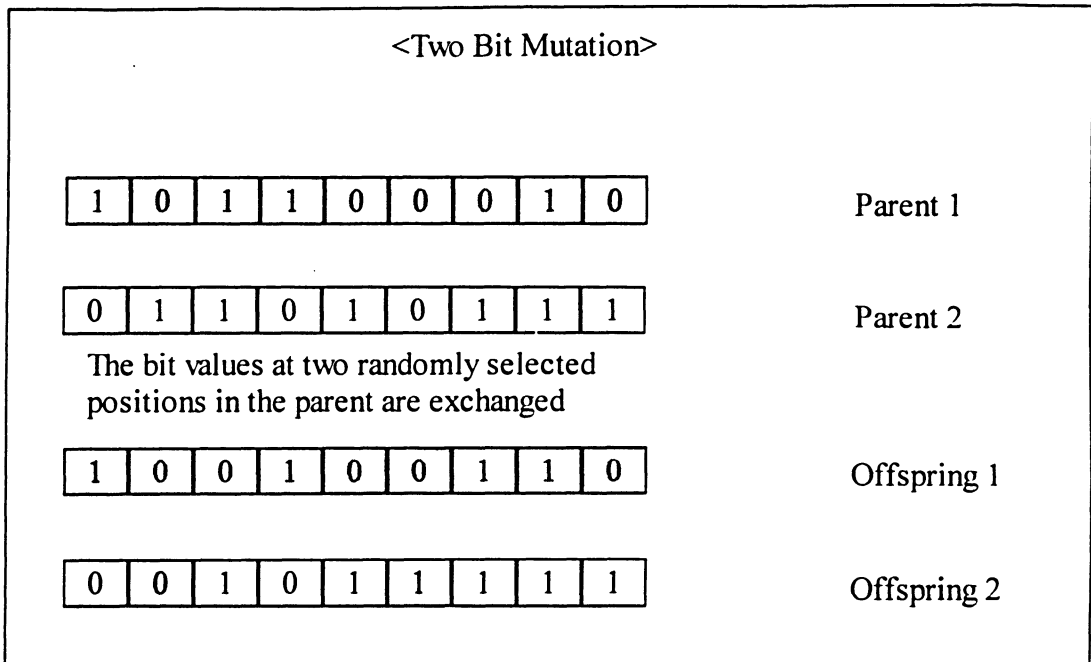 <Two Bit Mutation>
1 0 1 1 0 0 0 1 0 Parent 1
0 1 1 0 1 0 1 1 1 Parent 2
The bit values at two randomly selected
positions in the parent are exchanged
1 0 0 1 0 0 1 1 0 Offspring 1
0 0 1 0 1 1 1 1 1 Offspring 2